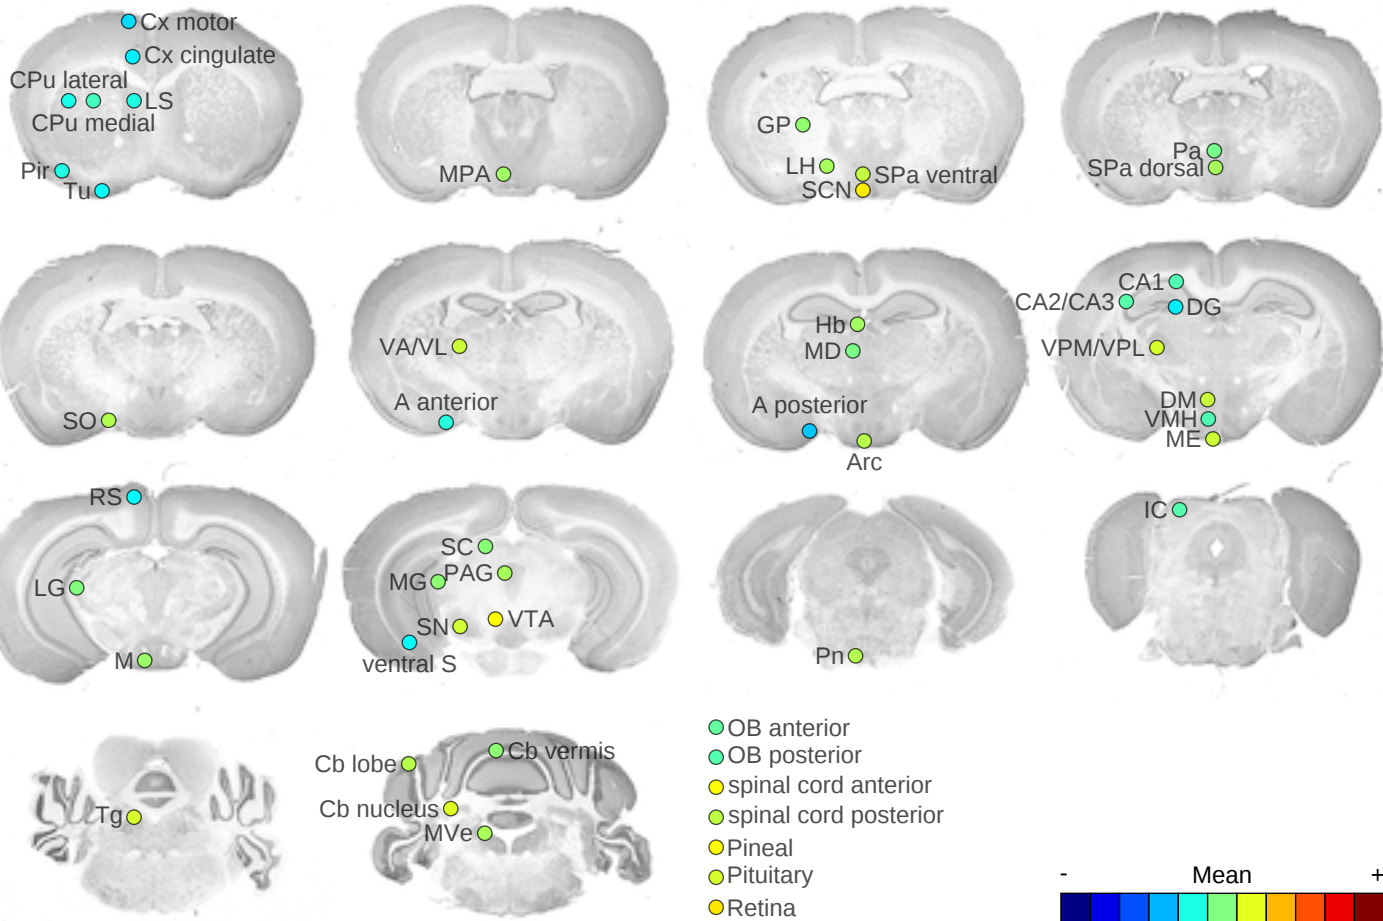 Cx motor
Cx cingulate
CPu lateral
LS
CPu medial
Pir
Tu
MPA
GP
LH
SPa ventral
SCN
Pa
SPa dorsal
SO
VA/VL
A anterior
Hb
MD
A posterior
Arc
CA1
CA2/CA3
DG
VPM/VPL
DM
VMH
ME
RS
LG
M
SC
MG
PAG
SN
VTA
ventral S
Pn
IC
Tg
Cb lobe
Cb vermis
Cb nucleus
MVe
OB anterior
OB posterior
spinal cord anterior
spinal cord posterior
Pineal
Pituitary
Retina
- Mean +